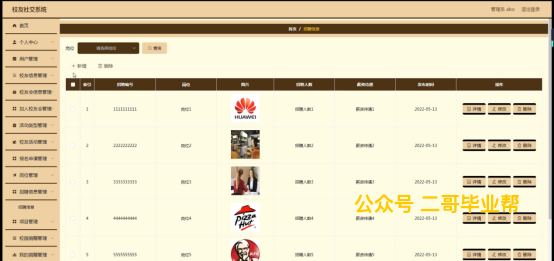 校友社交系统
管理员 abo 退出登录
首页
个人中心
用户管理
校友信息管理
校友会信息管理
加入校友会管理
活动类型管理
校友活动管理
报名申请管理
岗位管理
招聘信息管理
招聘信息
项目管理
校园捐赠管理
我的捐赠管理
首页 / 招聘信息
岗位 请选择岗位 查询
新增 删除
索引 招聘编号 岗位 图片 招聘人数 薪资待遇 发布时间 操作
1 1111111111 岗位1 HUAWEI 招聘人数1 薪资待遇1 2022-05-13 详情 修改 删除
2 2222222222 岗位2 招聘人数2 薪资待遇2 2022-05-13 详情 修改 删除
3 3333333333 岗位3 招聘人数3 薪资待遇3 2022-05-13 详情 修改 删除
4 4444444444 岗位4 Pizza Hut 招聘人数4 薪资待遇4 2022-05-13 详情 修改 删除
5 5555555555 岗位5 KFC 招聘人数5 薪资待遇5 2022-05-13 详情 修改 删除
公众号 二哥毕业帮